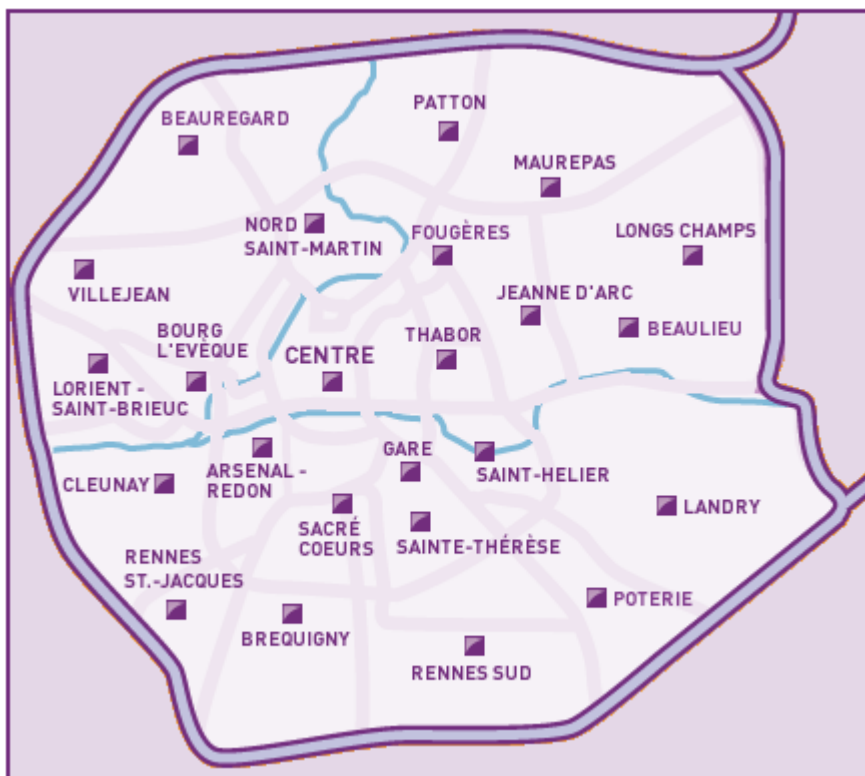 PATTON
BEAUREGARD
MAUREPAS
NORD
SAINT-MARTIN
FOUGÈRES
LONGS CHAMPS
VILLEJEAN
JEANNE D'ARC
BOURG
L'EVÈQUE
THABOR
BEAULIEU
CENTRE
LORIENT -
SAINT-BRIEUC
GARE
ARSENAL -
REDON
SAINT-HELIER
CLEUNAY
LANDRY
SACRÉ
COEURS
SAINTE-THÉRÈSE
RENNES
ST.-JACQUES
POTERIE
BREQUIGNY
RENNES SUD